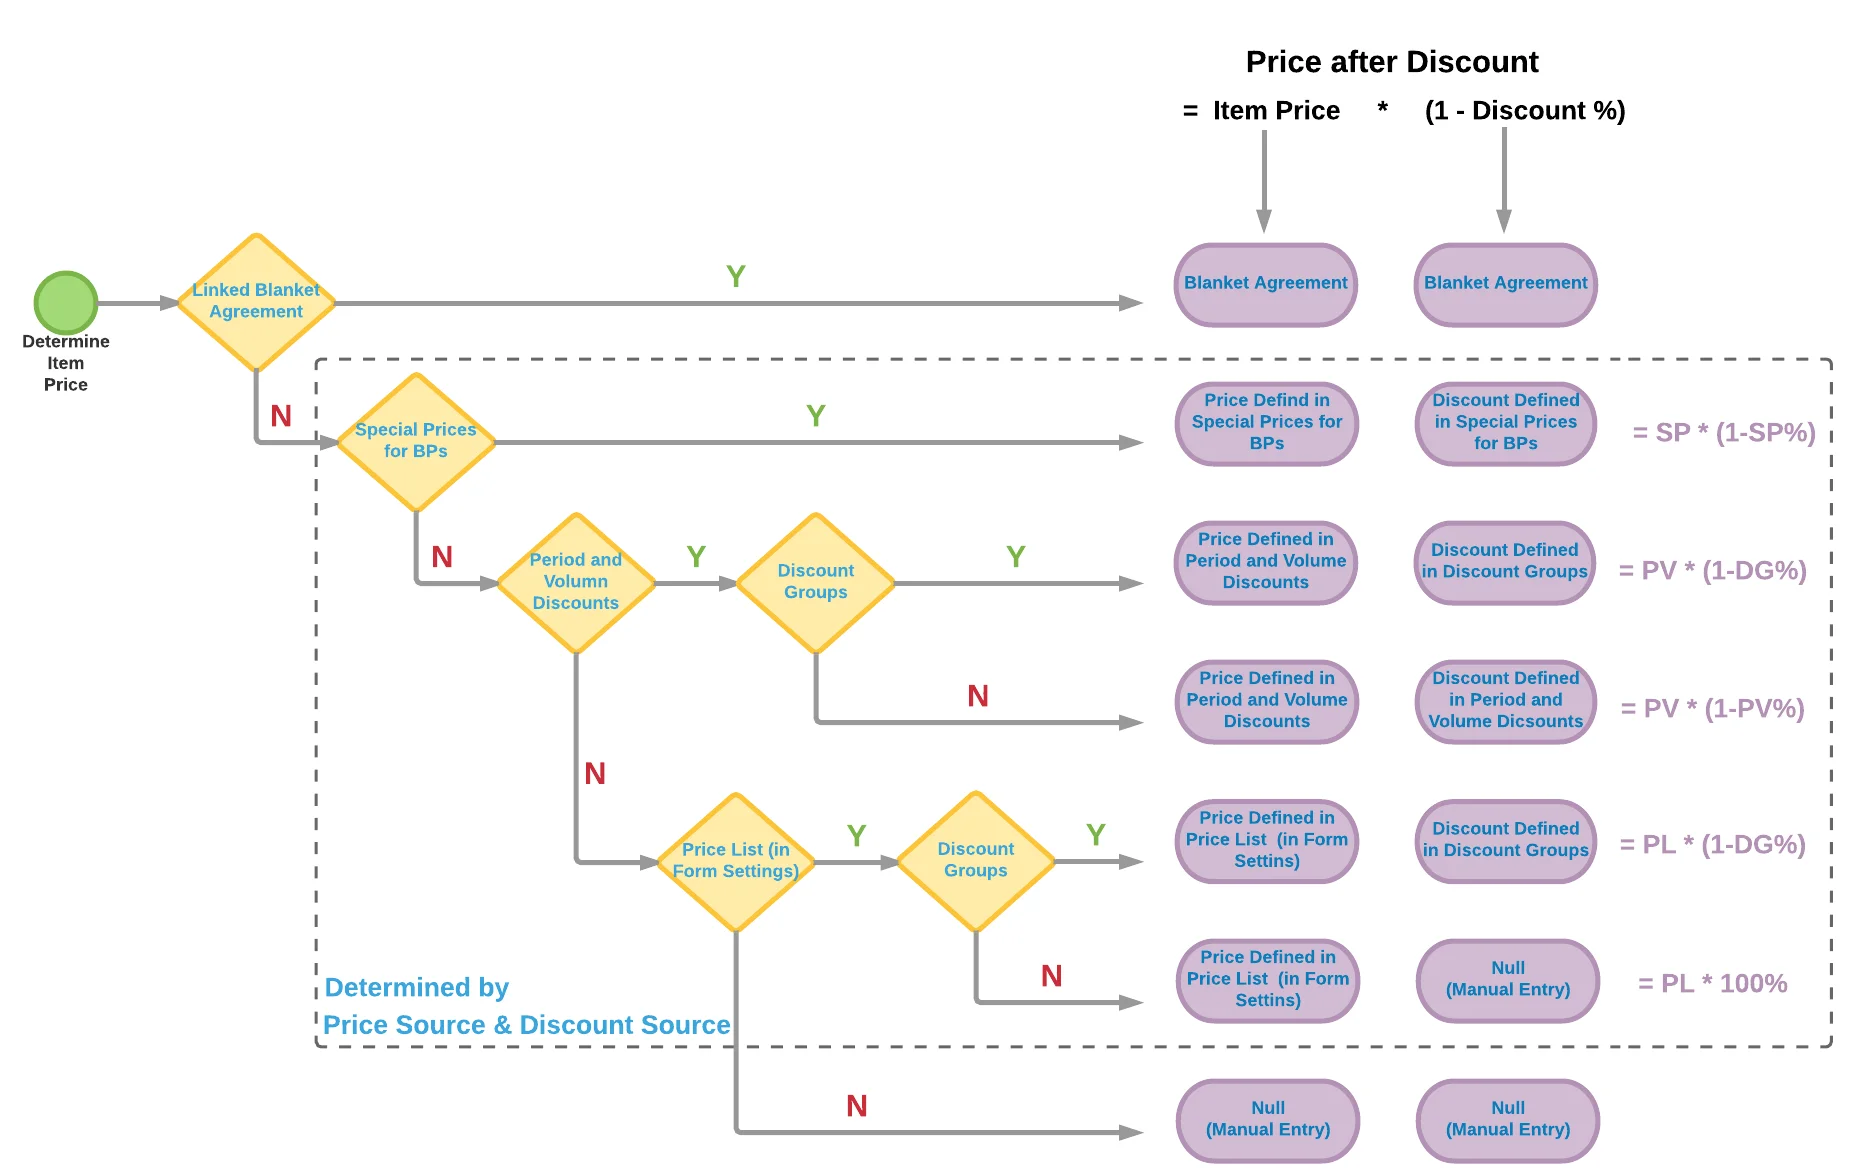 Price after Discount
= Item Price * (1 - Discount %)
Determine
Item
Price
Linked Blanket
Agreement
Y
Blanket Agreement
Blanket Agreement
N
Special Prices
for BPs
Y
Price Defind in
Special Prices for
BPs
Discount Defined
in Special Prices
for BPs
= SP * (1-SP%)
N
Period and
Volumn
Discounts
Y
Discount
Groups
Y
Price Defined in
Period and Volume
Discounts
Discount Defined
in Discount Groups
= PV * (1-DG%)
N
Price Defined in
Period and Volume
Discounts
Discount Defined
in Period and
Volume Dicsounts
= PV * (1-PV%)
N
Price List (in
Form Settings)
Y
Discount
Groups
Y
Price Defined in
Price List (in Form
Settins)
Discount Defined
in Discount Groups
= PL * (1-DG%)
N
Price Defined in
Price List (in Form
Settins)
Null
(Manual Entry)
= PL * 100%
Determined by
Price Source & Discount Source
N
Null
(Manual Entry)
Null
(Manual Entry)